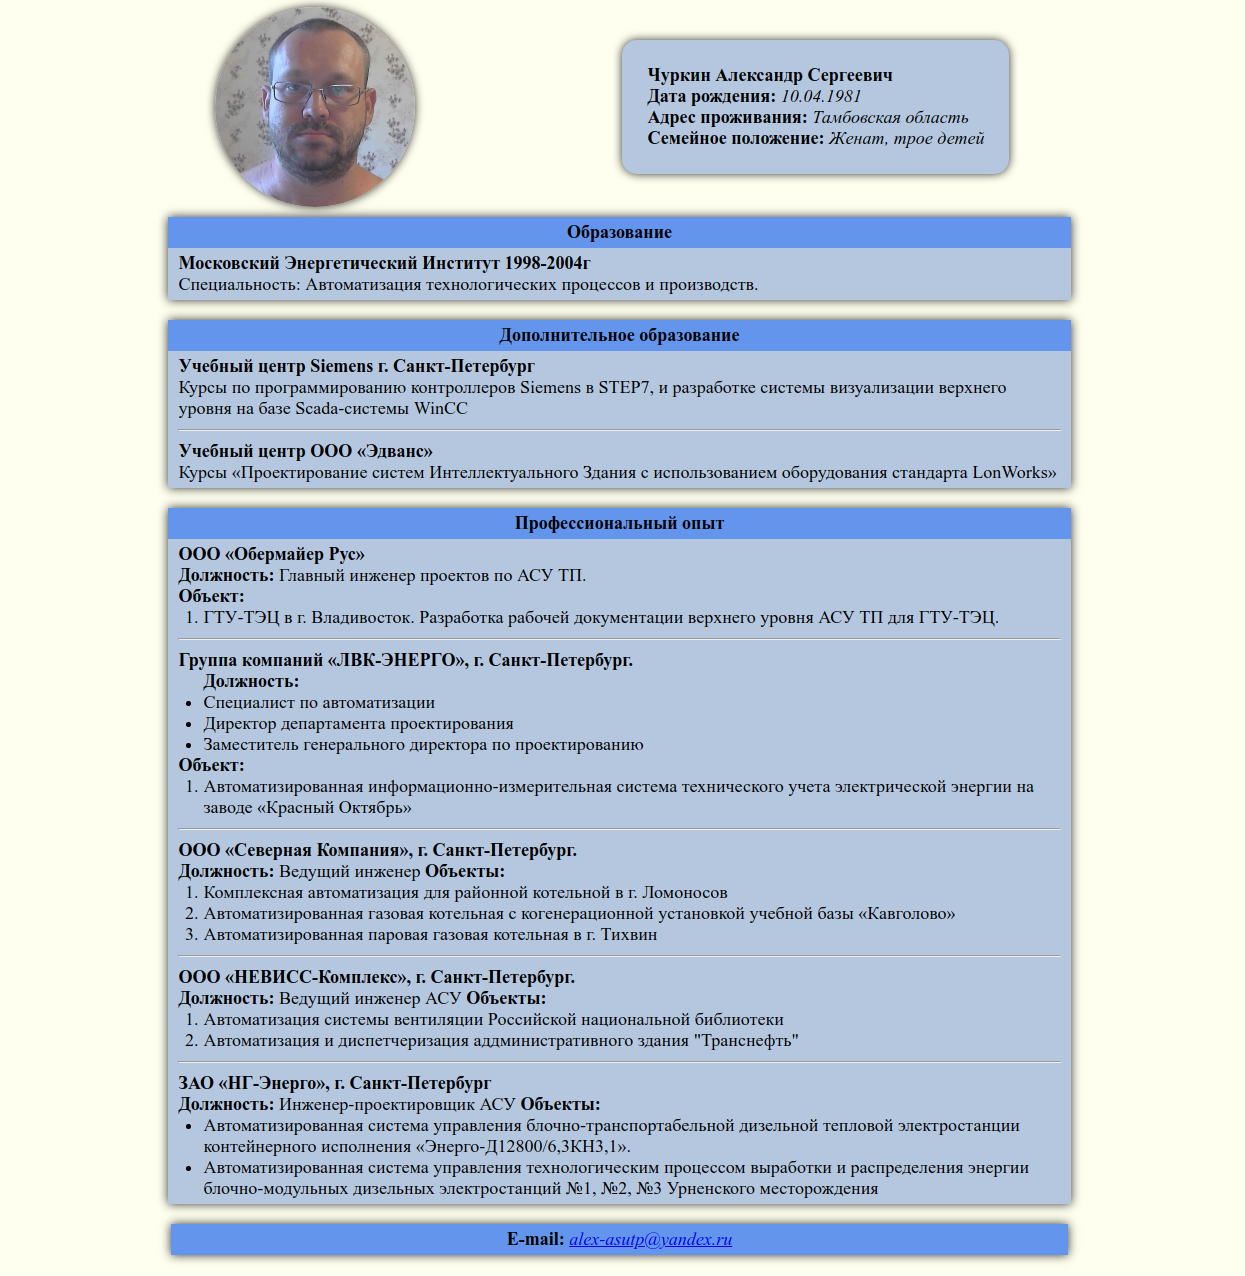 Чуркин Александр Сергеевич
Дата рождения: 10.04.1981
Адрес проживания: Тамбовская область
Семейное положение: Женат, трое детей
Образование
Московский Энергетический Институт 1998-2004г
Специальность: Автоматизация технологических процессов и производств.
Дополнительное образование
Учебный центр Siemens г. Санкт-Петербург
Курсы по программированию контроллеров Siemens в STEP7, и разработке системы визуализации верхнего
уровня на базе Scada-системы WinCC
Учебный центр ООО «Эдванс»
Курсы «Проектирование систем Интеллектуального Здания с использованием оборудования стандарта LonWorks»
Профессиональный опыт
ООО «Обермайер Рус»
Должность: Главный инженер проектов по АСУ ТП.
Объект:
1. ГТУ-ТЭЦ в г. Владивосток. Разработка рабочей документации верхнего уровня АСУ ТП для ГТУ-ТЭЦ.
Группа компаний «ЛВК-ЭНЕРГО», г. Санкт-Петербург.
Должность:
• Специалист по автоматизации
• Директор департамента проектирования
• Заместитель генерального директора по проектированию
Объект:
1. Автоматизированная информационно-измерительная система технического учета электрической энергии на
заводе «Красный Октябрь»
ООО «Северная Компания», г. Санкт-Петербург.
Должность: Ведущий инженер Объекты:
1. Комплексная автоматизация для районной котельной в г. Ломоносов
2. Автоматизированная газовая котельная с когенерационной установкой учебной базы «Кавголово»
3. Автоматизированная паровая газовая котельная в г. Тихвин
ООО «НЕВИСС-Комплекс», г. Санкт-Петербург.
Должность: Ведущий инженер АСУ Объекты:
1. Автоматизация системы вентиляции Российской национальной библиотеки
2. Автоматизация и диспетчеризация аддминистративного здания "Транснефть"
ЗАО «НГ-Энерго», г. Санкт-Петербург
Должность: Инженер-проектировщик АСУ Объекты:
• Автоматизированная система управления блочно-транспортабельной дизельной тепловой электростанции
контейнерного исполнения «Энерго-Д12800/6,3КН3,1».
• Автоматизированная система управления технологическим процессом выработки и распределения энергии
блочно-модульных дизельных электростанций №1, №2, №3 Урненского месторождения
E-mail: alex-asutp@yandex.ru